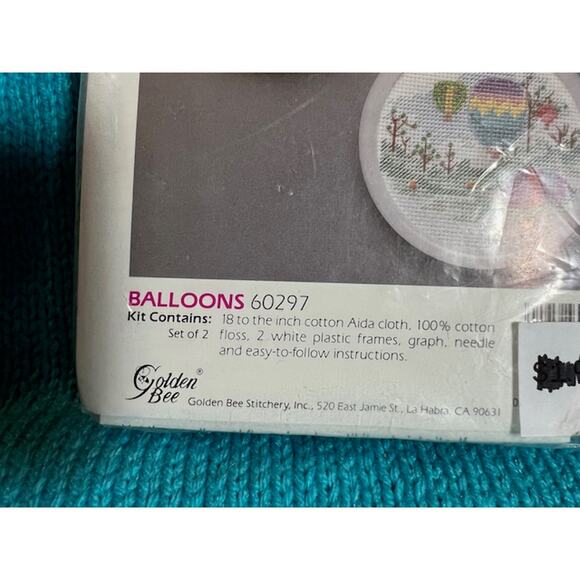 BALLOONS 60297
Kit Contains: 18 to the inch cotton Aida cloth, 100% cotton
Set of 2 floss, 2 white plastic frames, graph, needle
and easy-to-follow instructions.
Golden ®
Bee
Golden Bee Stitchery, Inc., 520 East Jamie St., La Habra, CA 90631